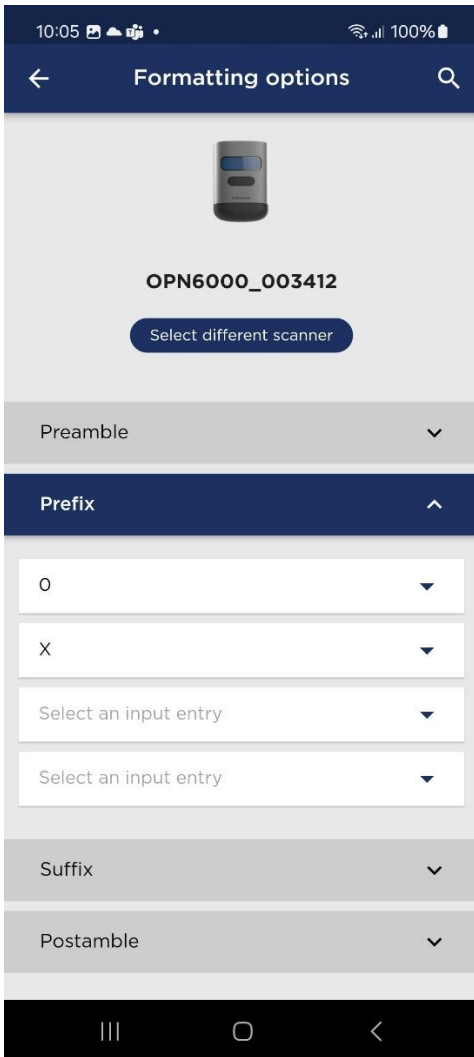 10:05
100%
Formatting options
OPN6000_003412
Select different scanner
Preamble
Prefix
0
X
Select an input entry
Select an input entry
Suffix
Postamble